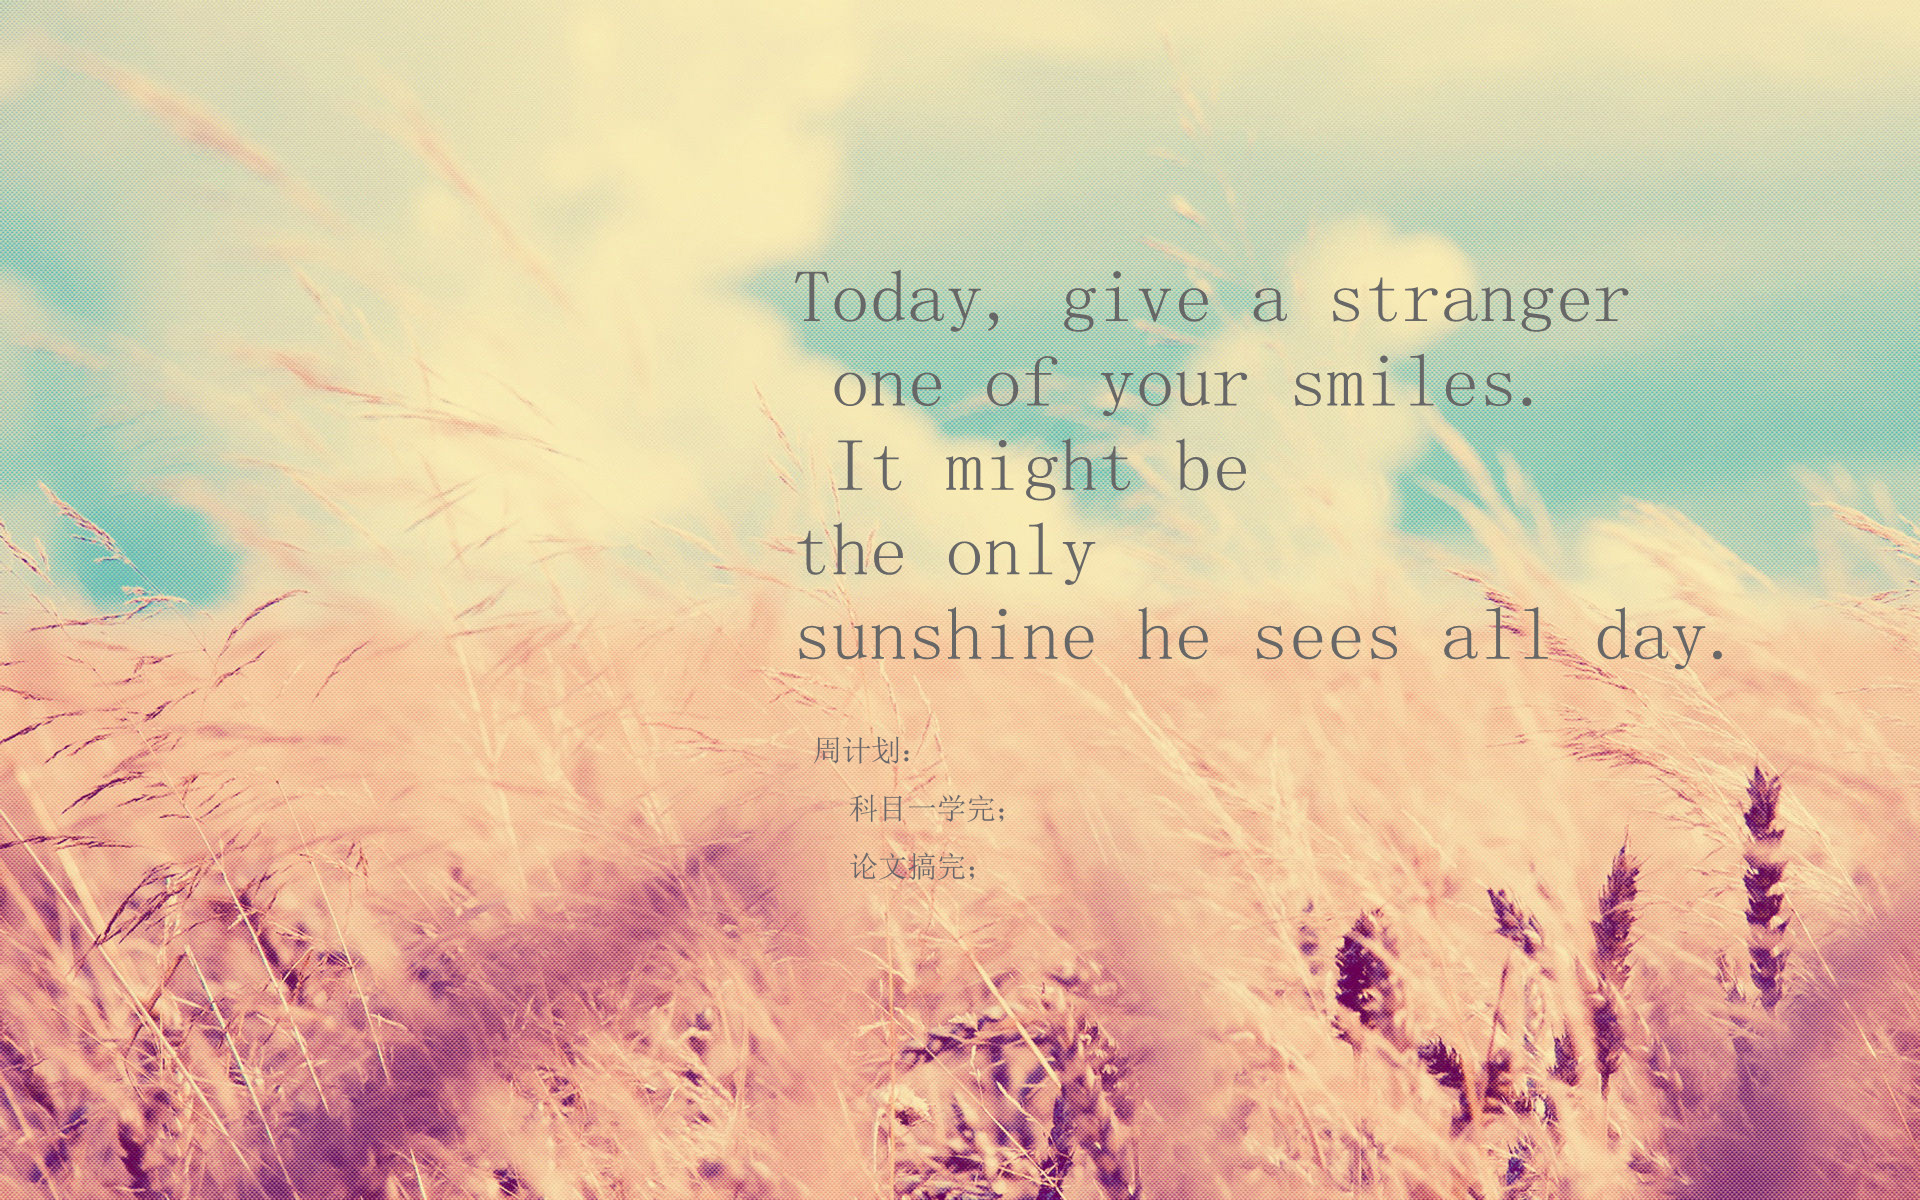 Today, give a stranger
one of your smiles.
It might be
the only
sunshine he sees all day.
周计划：
科目一学完；
论文搞完；